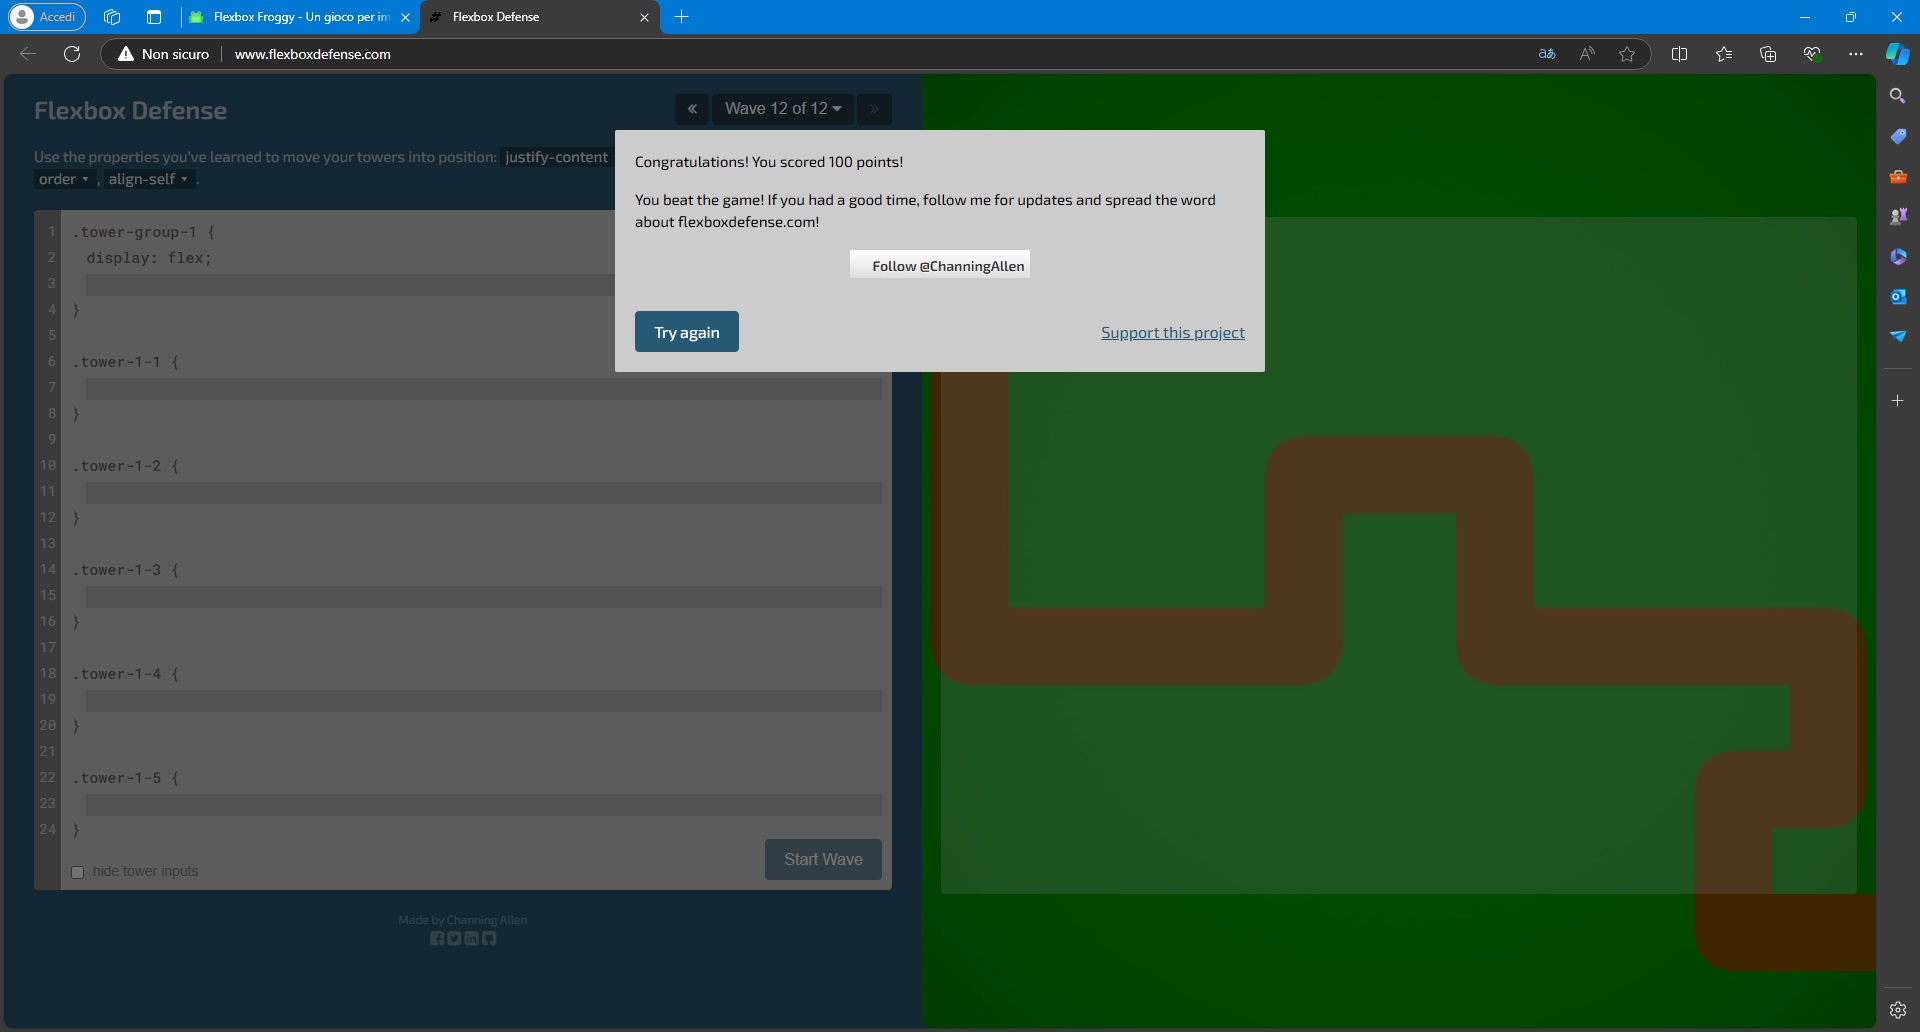 Accedi
Flexbox Froggy - Un gioco per im
Flexbox Defense
Non sicuro
www.flexboxdefense.com
Flexbox Defense
« Wave 12 of 12 »
Use the properties you've learned to move your towers into position: justify-content
order , align-self .
Congratulations! You scored 100 points!
You beat the game! If you had a good time, follow me for updates and spread the word
about flexboxdefense.com!
Follow @ChanningAllen
Try again
Support this project
1 .tower-group-1 {
2 display: flex;
3
4 }
5
6 .tower-1-1 {
7
8 }
9
10 .tower-1-2 {
11
12 }
13
14 .tower-1-3 {
15
16 }
17
18 .tower-1-4 {
19
20 }
21
22 .tower-1-5 {
23
24 }
hide tower inputs
Start Wave
Made by Channing Allen